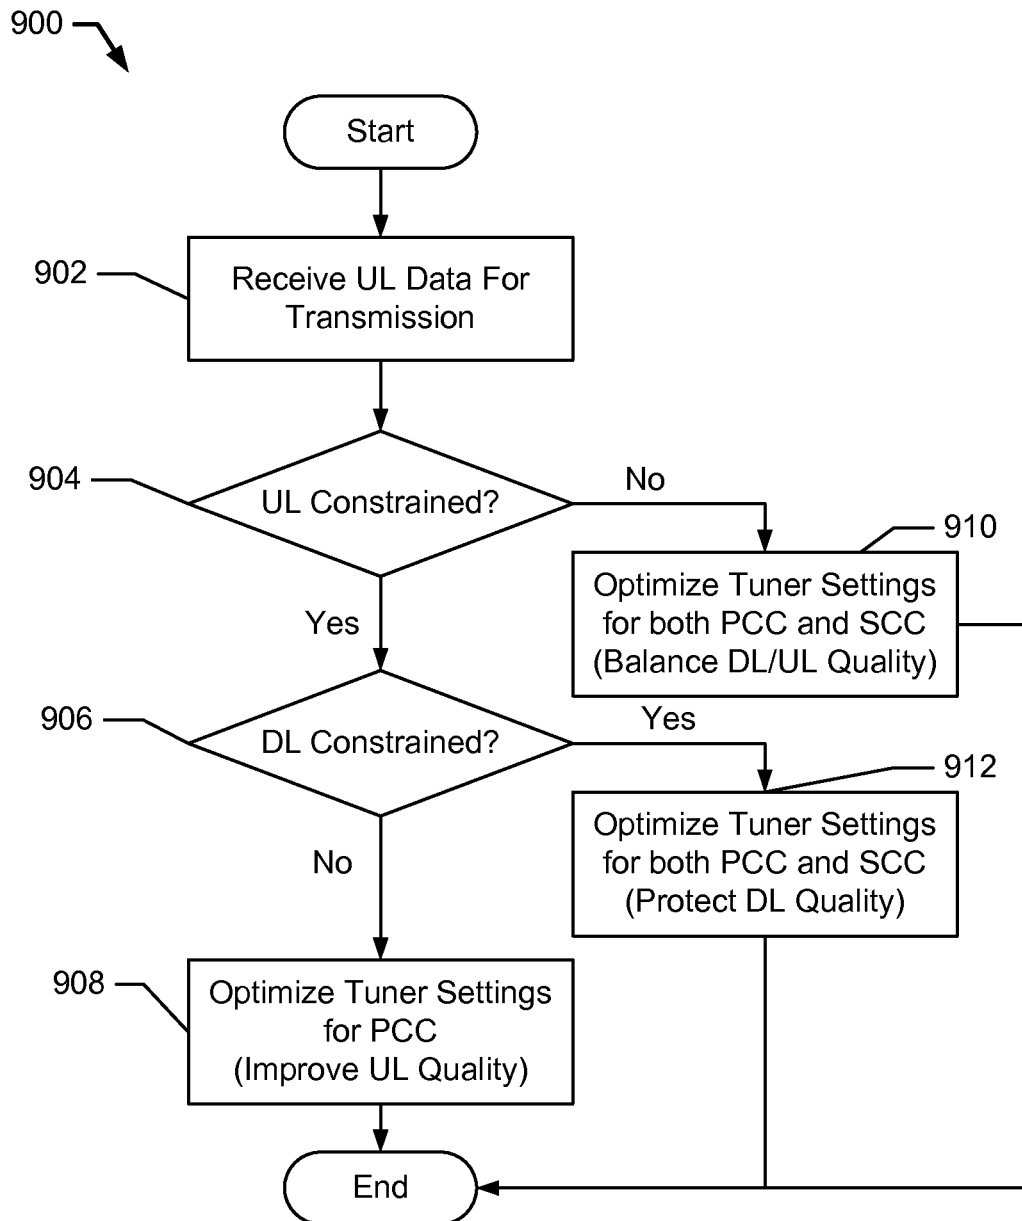 900
Start
902
Receive UL Data For
Transmission
904
UL Constrained?
No
910
Optimize Tuner Settings
for both PCC and SCC
(Balance DL/UL Quality)
Yes
906
DL Constrained?
Yes
912
Optimize Tuner Settings
for both PCC and SCC
(Protect DL Quality)
No
908
Optimize Tuner Settings
for PCC
(Improve UL Quality)
End